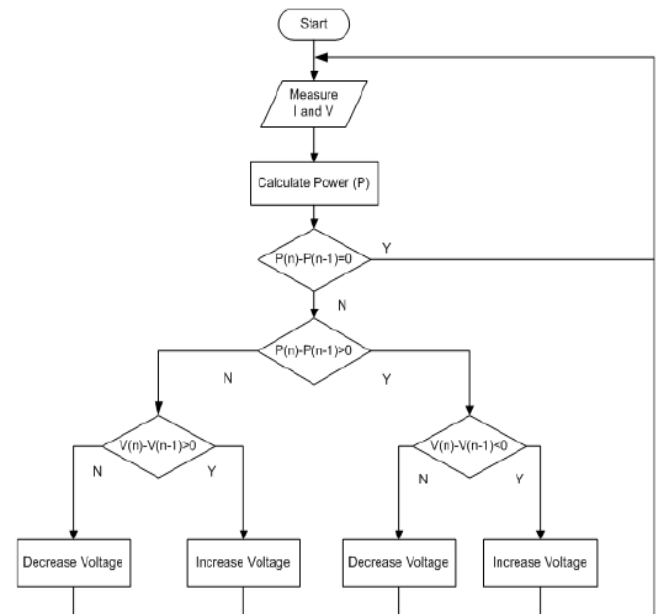 Start
Measure
I and V
Calculate Power (P)
P(n)-P(n-1)=0
Y
N
P(n)-P(n-1)>0
N
Y
V(n)-V(n-1)>0
V(n)-V(n-1)<0
N
Y
N
Y
Decrease Voltage
Increase Voltage
Decrease Voltage
Increase Voltage